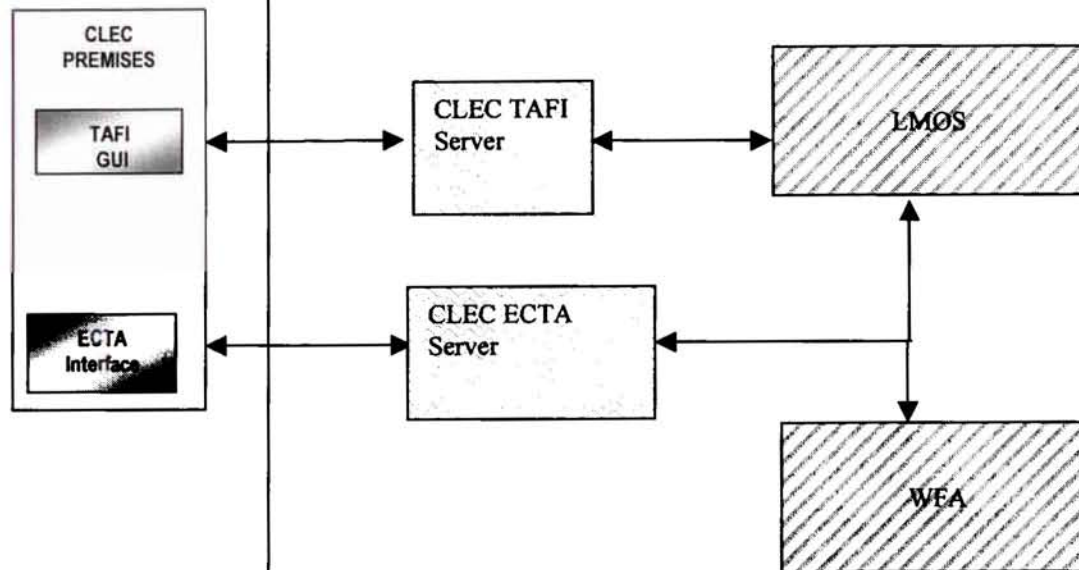 CLEC
PREMISES
TAFI
GUI
CLEC TAFI
Server
LMOS
ECTA
Interface
CLEC ECTA
Server
WFA